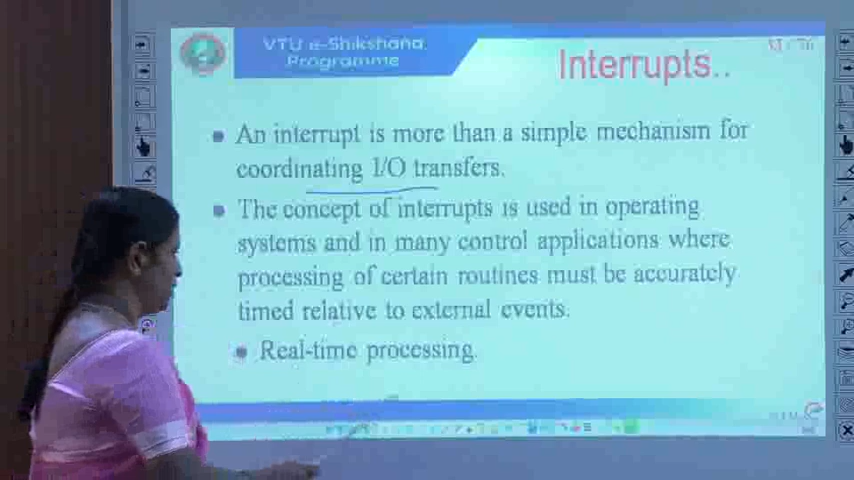 VTU e-Shikshana
Programme
Interrupts..
An interrupt is more than a simple mechanism for
coordinating I/O transfers.
The concept of interrupts is used in operating
systems and in many control applications where
processing of certain routines must be accurately
timed relative to external events.
Real-time processing.